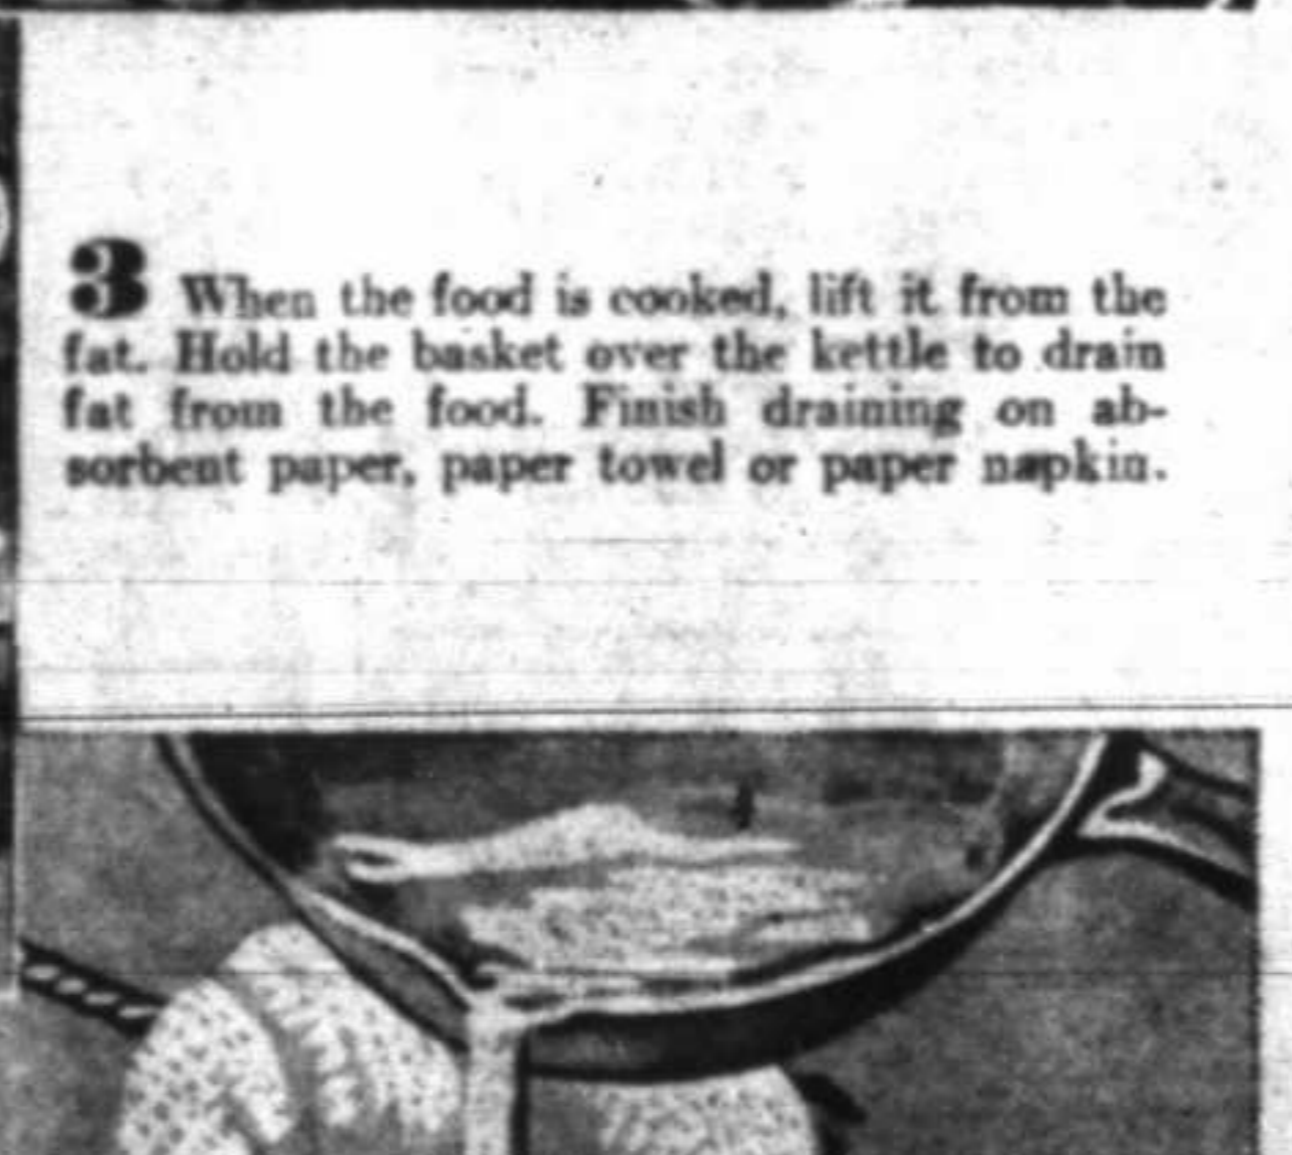 3 When the food is cooked, lift it from the
fat. Hold the basket over the kettle to drain
fat from the food. Finish draining on ab-
sorbent paper, paper towel or paper napkin.